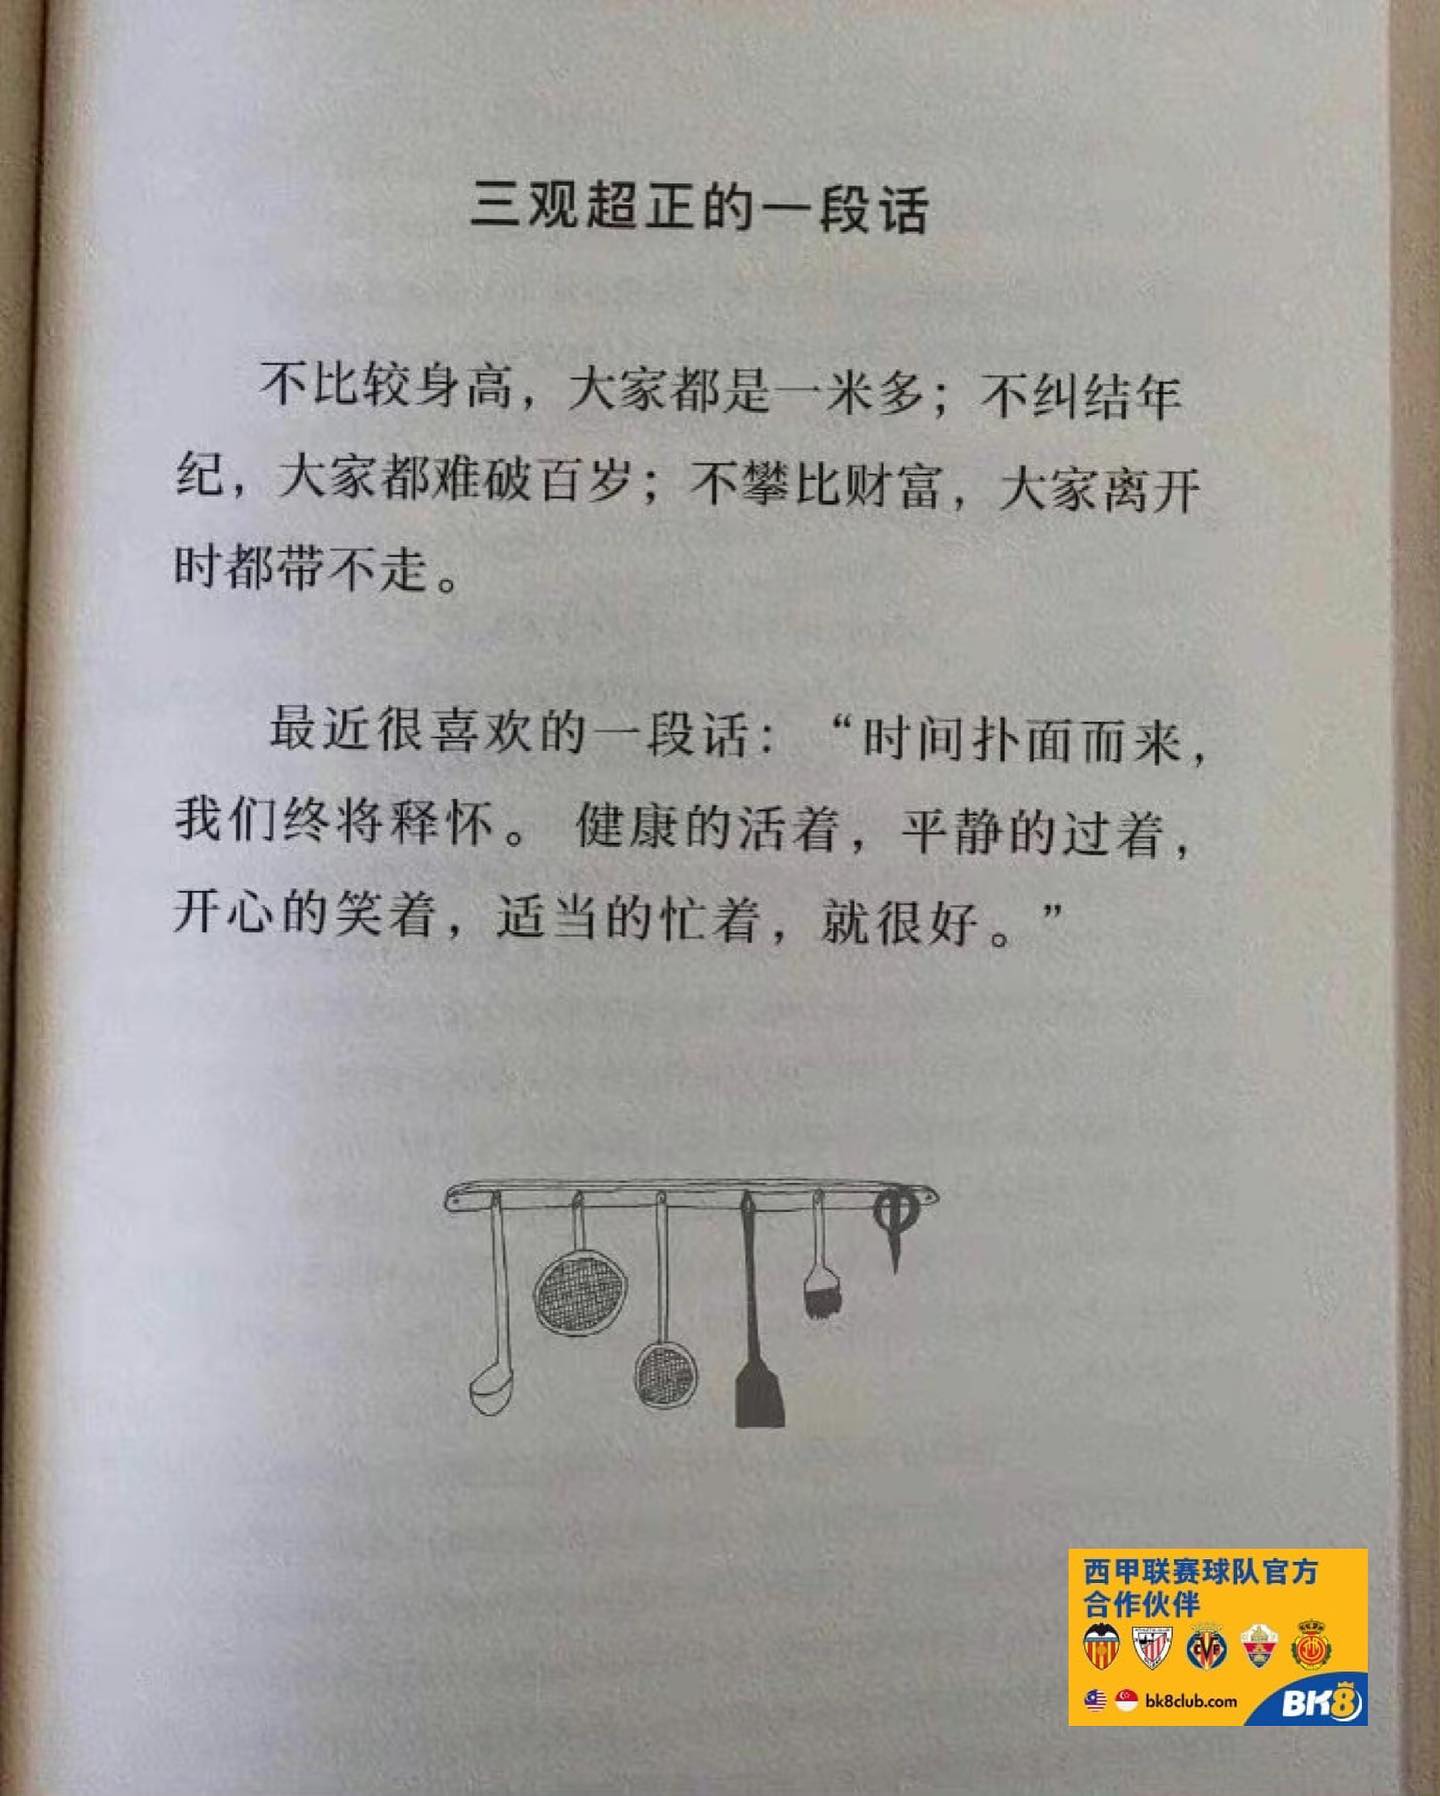 三观超正的一段话
不比较身高，大家都是一米多；不纠结年
纪，大家都难破百岁；不攀比财富，大家离开
时都带不走。
最近很喜欢的一段话：“时间扑面而来，
我们终将释怀。健康的活着，平静的过着，
开心的笑着，适当的忙着，就很好。”
西甲联赛球队官方
合作伙伴
bk8club.com
BK8